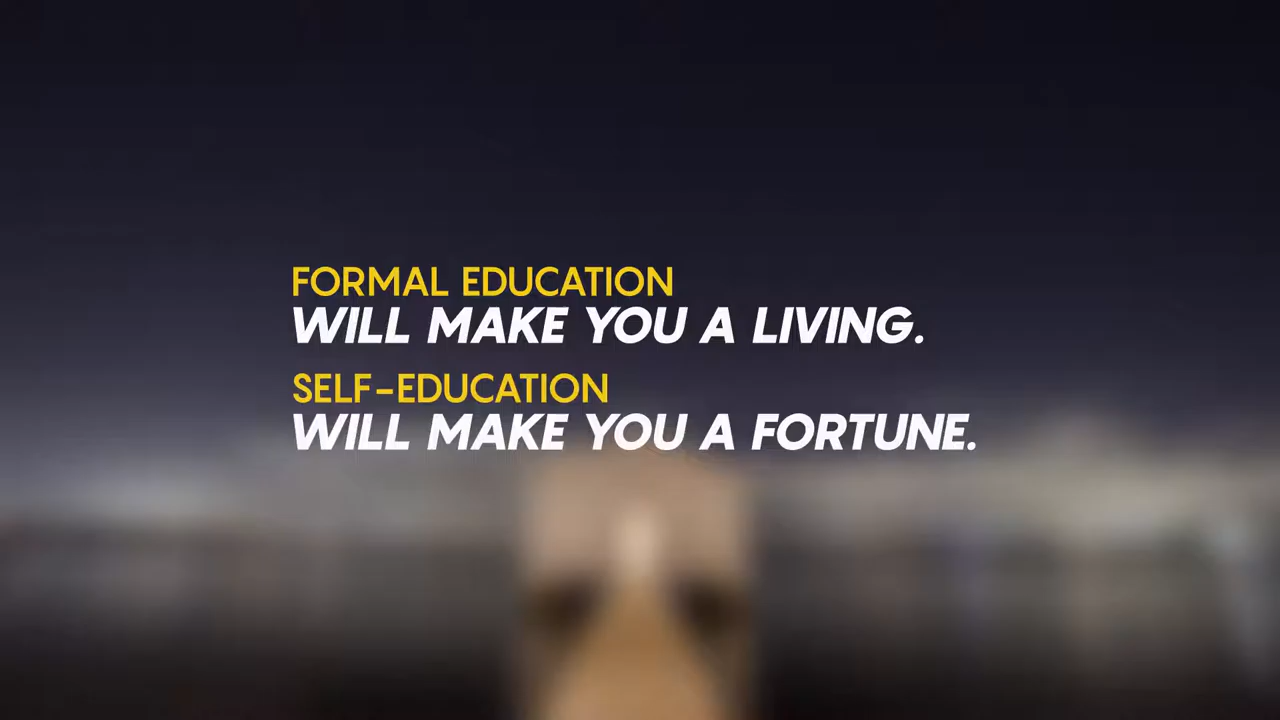 FORMAL EDUCATION
WILL MAKE YOU A LIVING.
SELF-EDUCATION
WILL MAKE YOU A FORTUNE.